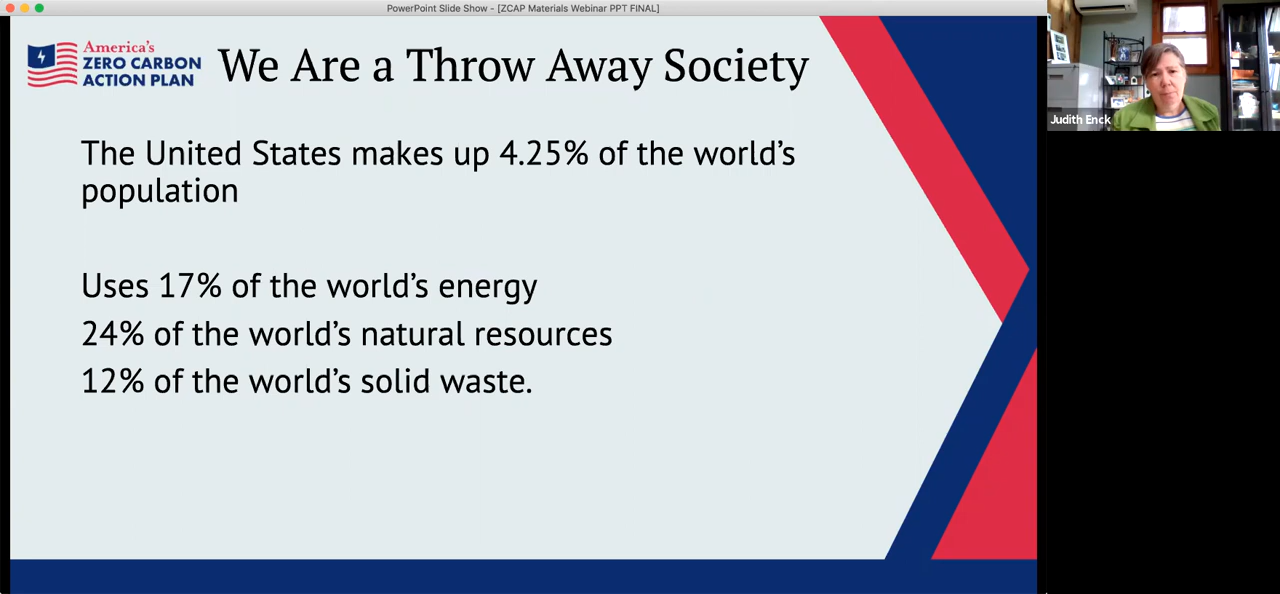 PowerPoint Slide Show - [ZCAP Materials Webinar PPT FINAL]
America's
ZERO CARBON
ACTION PLAN
We Are a Throw Away Society
The United States makes up 4.25% of the world's
population
Uses 17% of the world's energy
24% of the world's natural resources
12% of the world's solid waste.
Judith Enck